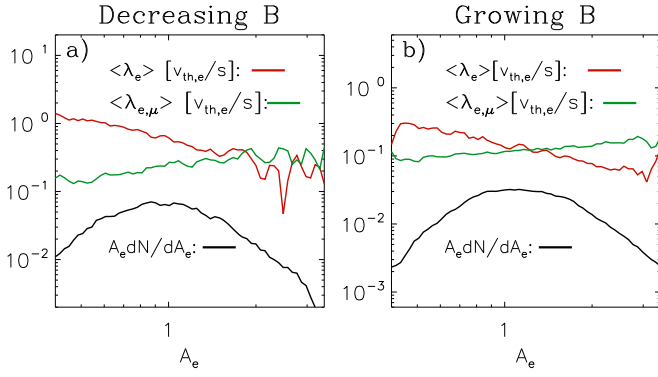 Decreasing B
Growing B
a)
<λe> [vth,e/s]:
<λe,μ> [vth,e/s]:
AedN/dAe:
10^1
10^0
10^-1
10^-2
1
Ae
b)
<λe>[vth,e/s]:
<λe,μ>[vth,e/s]:
AedN/dAe:
10^0
10^-1
10^-2
10^-3
1
Ae